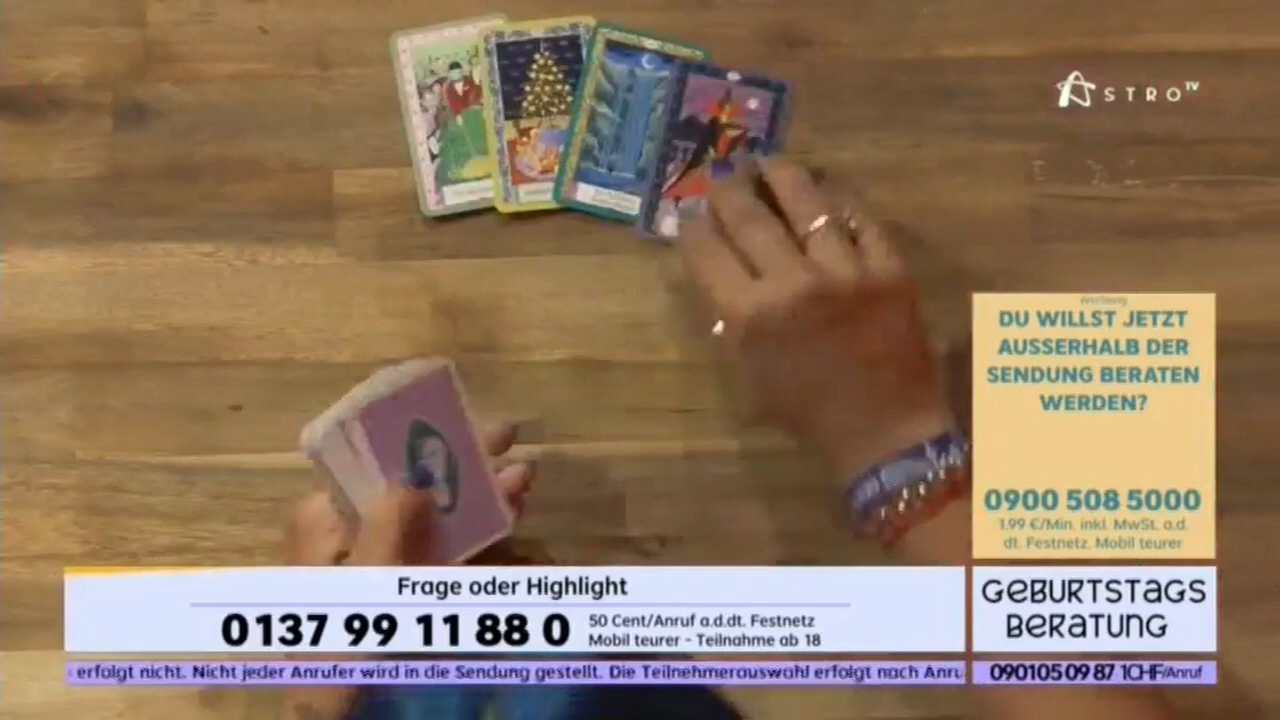 ASTRO TV
Werbung
DU WILLST JETZT
AUSSERHALB DER
SENDUNG BERATEN
WERDEN?
0900 508 5000
1.99 €/Min. inkl. MwSt. a.d.
dt. Festnetz. Mobil teurer
Frage oder Highlight
0137 99 11 88 0
50 Cent/Anruf a.d.dt. Festnetz
Mobil teurer - Teilnahme ab 18
GEBURTSTAGS
BERATUNG
erfolgt nicht. Nicht jeder Anrufer wird in die Sendung gestellt. Die Teilnehmerauswahl erfolgt nach Anru
090105 09 87 1CHF/Anruf